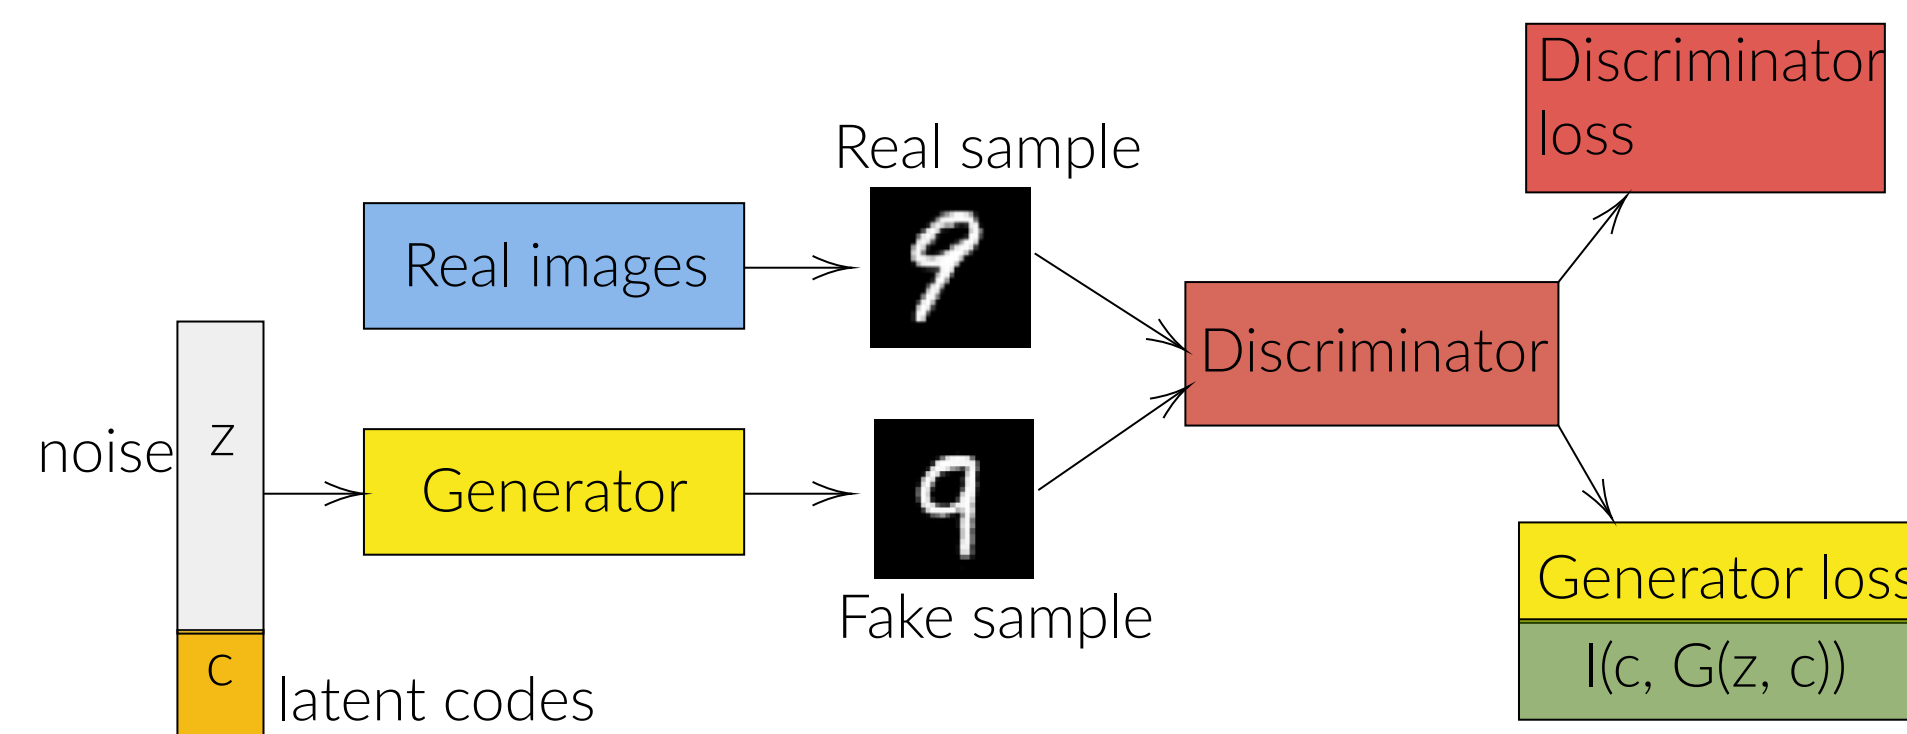 Discriminator
loss
Real sample
Real images
Discriminator
noise
z
Generator
Fake sample
Generator loss
I(c, G(z, c))
c
latent codes